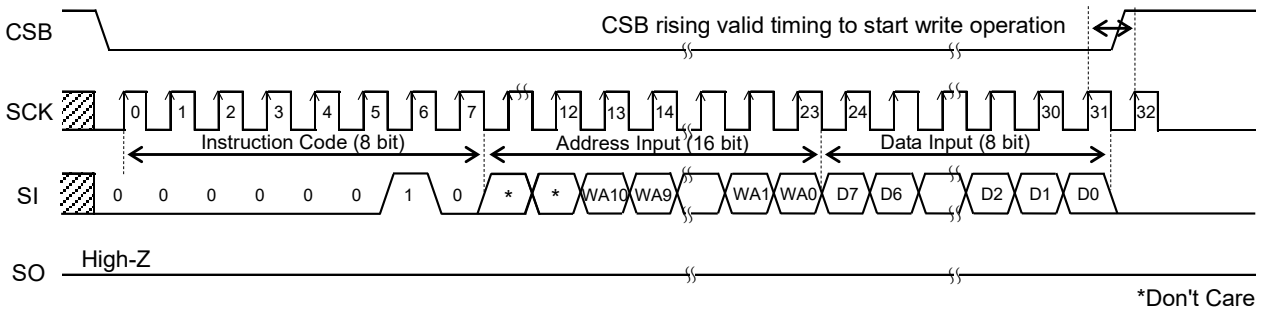 CSB CSB rising valid timing to start write operation
SCK 0 1 2 3 4 5 6 7 12 13 14 23 24 30 31 32
Instruction Code (8 bit) Address Input (16 bit) Data Input (8 bit)
SI 0 0 0 0 0 0 1 0 * * WA10 WA9 WA1 WA0 D7 D6 D2 D1 D0
High-Z
SO
*Don't Care